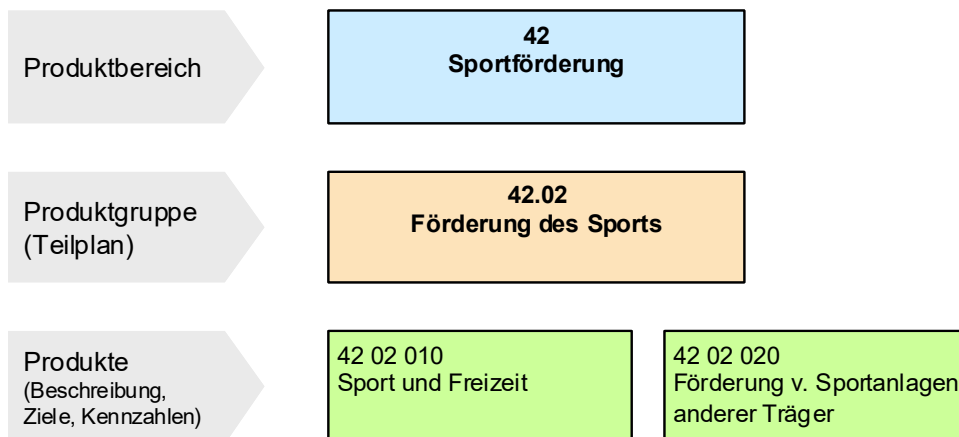 Produktbereich
42
Sportförderung
Produktgruppe
(Teilplan)
42.02
Förderung des Sports
Produkte
(Beschreibung,
Ziele, Kennzahlen)
42 02 010
Sport und Freizeit
42 02 020
Förderung v. Sportanlagen
anderer Träger